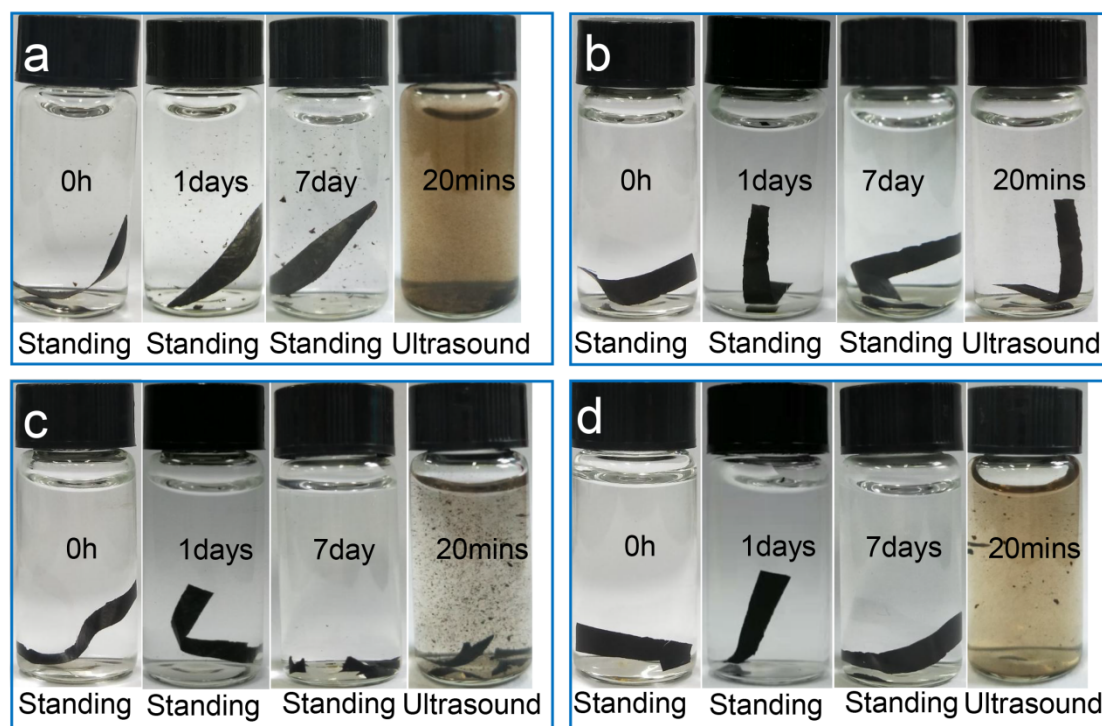 a
0h
1days
7day
20mins
Standing Standing Standing Ultrasound
b
0h
1days
7day
20mins
Standing Standing Standing Ultrasound
c
0h
1days
7day
20mins
Standing Standing Standing Ultrasound
d
0h
1days
7days
20mins
Standing Standing Standing Ultrasound